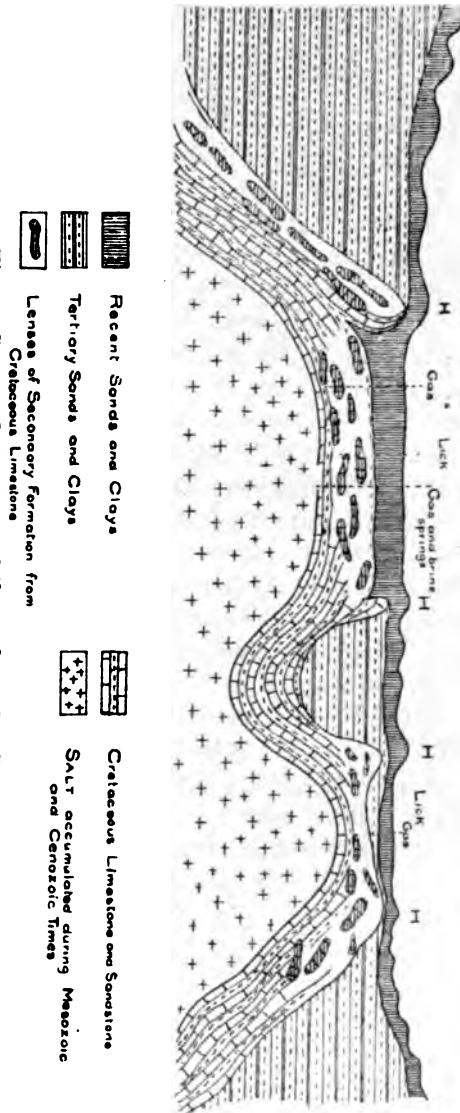 H
Gas
Lick
Gas and brine
springs
H
H
Lick
Gas
H
Recent Sands and Clays
Tertiary Sands and Clays
Lenses of Secondary Formation from
Cretaceous Limestone
Cretaceous Limestone and Sandstone
SALT accumulated during Mesozoic
and Cenozoic Times